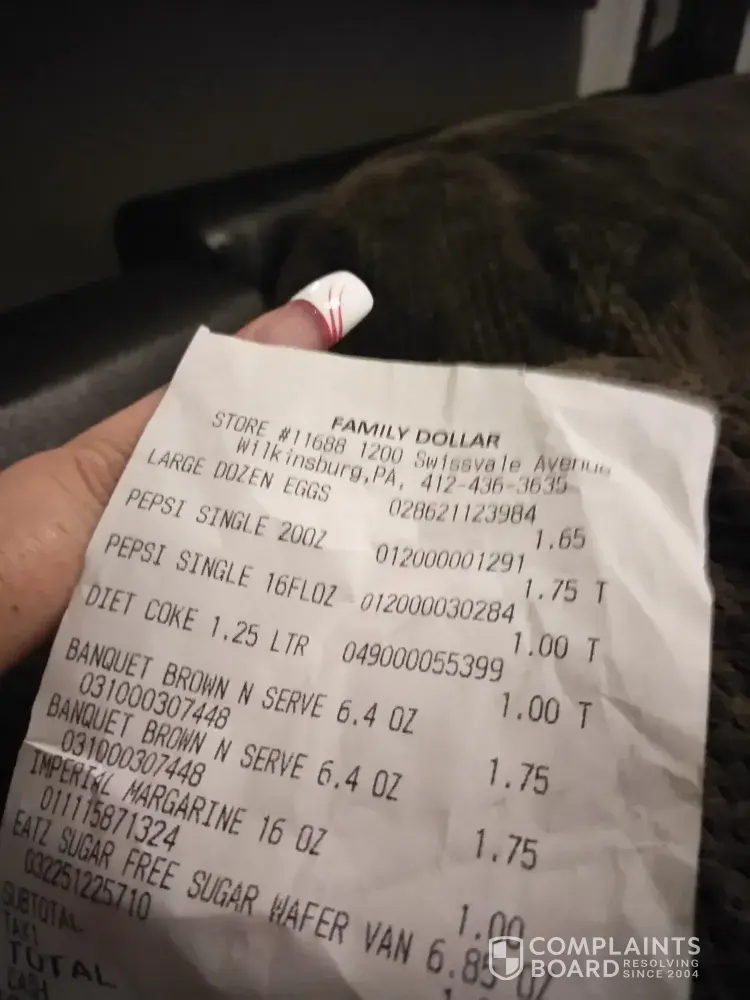 FAMILY DOLLAR
STORE #11688 1200 Swissvale Avenue
Wilkinsburg,PA, 412-436-3635
LARGE DOZEN EGGS 028621123984
1.65
PEPSI SINGLE 20OZ 012000001291
1.75 T
PEPSI SINGLE 16FLOZ 012000030284
1.00 T
DIET COKE 1.25 LTR 049000055399
1.00 T
BANQUET BROWN N SERVE 6.4 OZ
031000307448 1.75
BANQUET BROWN N SERVE 6.4 OZ
031000307448 1.75
IMPERIAL MARGARINE 16 OZ
011115871324 1.00
EATZ SUGAR FREE SUGAR WAFER VAN 6.85 OZ
032251225710
SUBTOTAL
TAX1
TOTAL
CASH
COMPLAINTS
BOARD RESOLVING
SINCE 2004